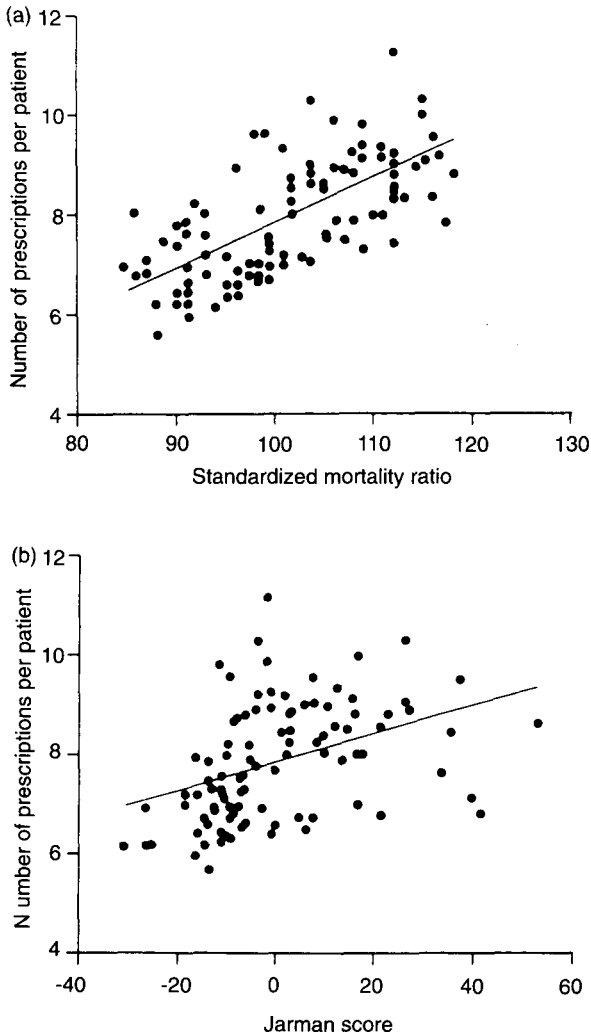 (a)
12
10
8
6
4
Number of prescriptions per patient
80 90 100 110 120 130
Standardized mortality ratio
(b)
12
10
8
6
4
N umber of prescriptions per patient
-40 -20 0 20 40 60
Jarman score